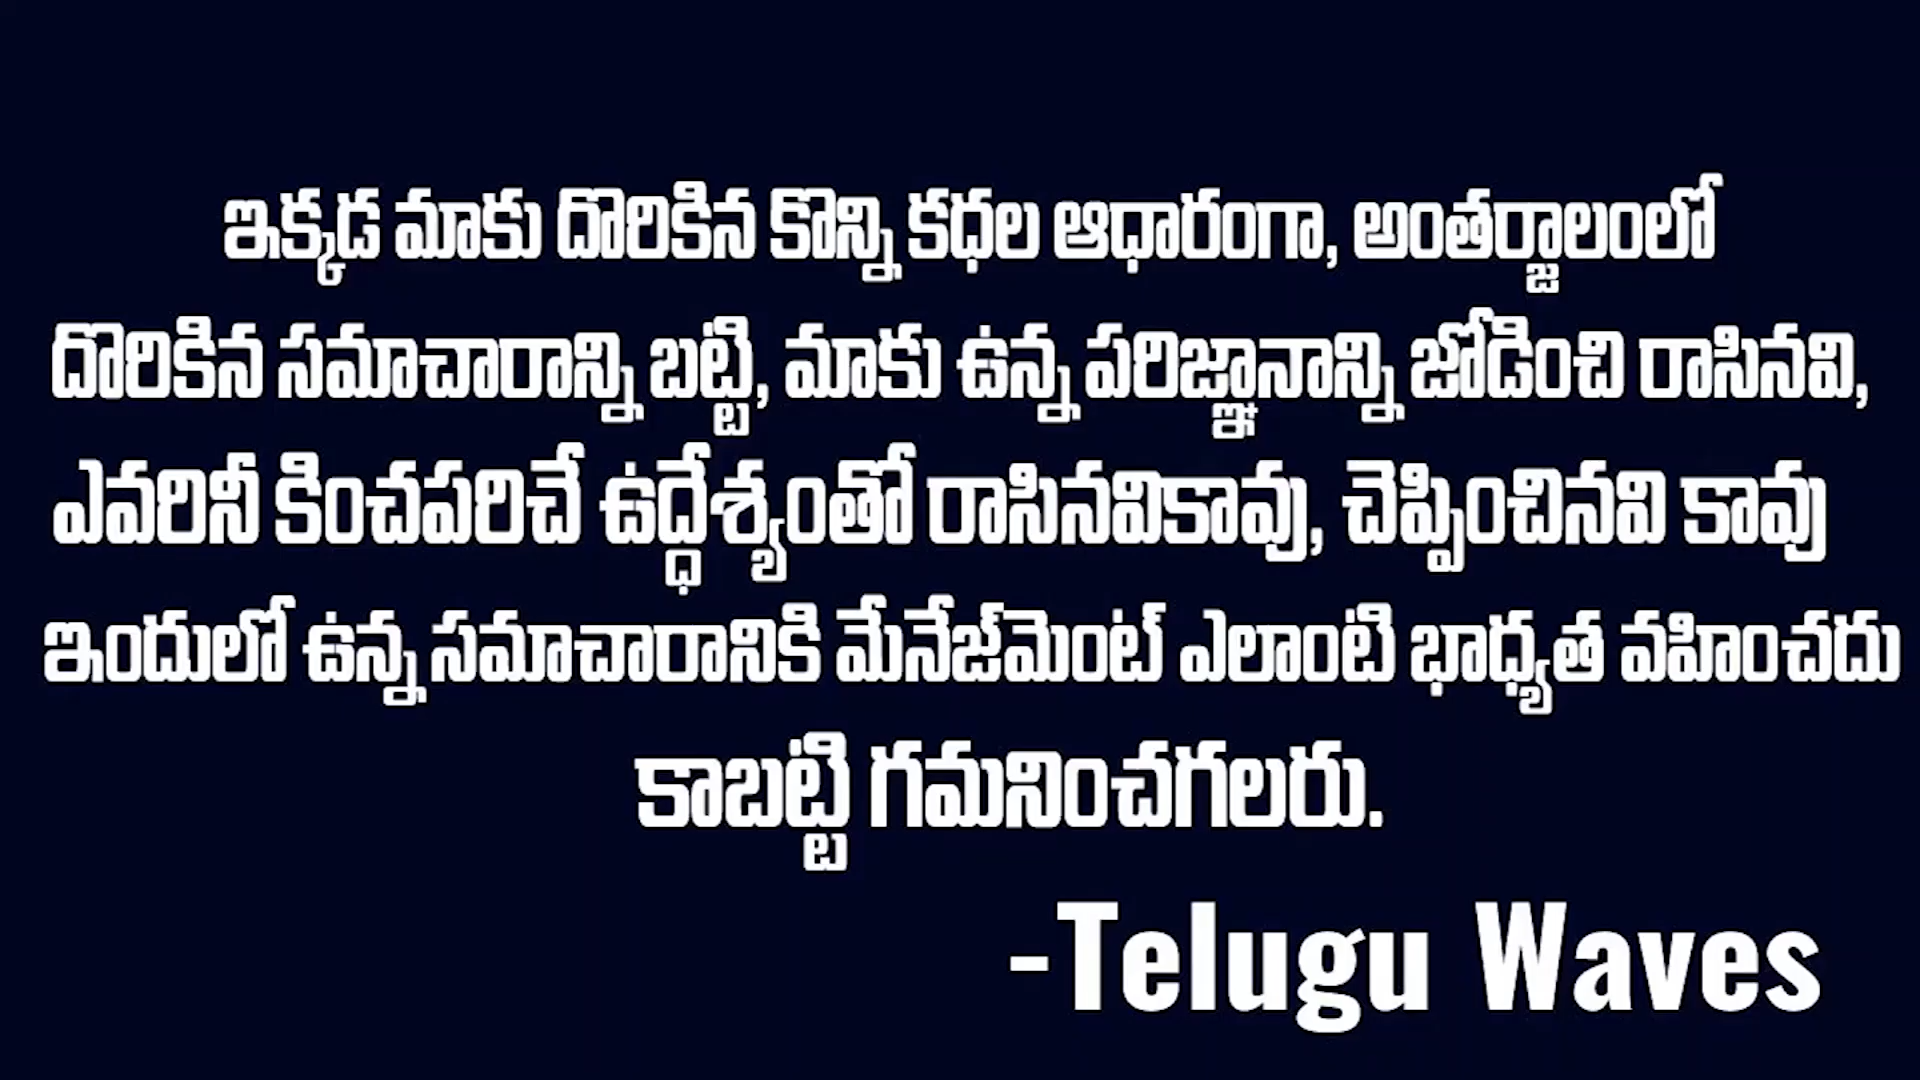 ఇక్కడ మాకు దొరికిన కొన్ని కధల ఆధారంగా, అంతర్జాలంలో
దొరికిన సమాచారాన్ని బట్టి, మాకు ఉన్న పరిజ్ఞానాన్ని జోడించి రాసినవి,
ఎవరినీ కించపరిచే ఉద్ధేశ్యంతో రాసినవికావు, చెప్పించినవి కావు
ఇందులో ఉన్న సమాచారానికి మేనేజ్‌మెంట్ ఎలాంటి భాధ్యత వహించదు
కాబట్టి గమనించగలరు.
-Telugu Waves